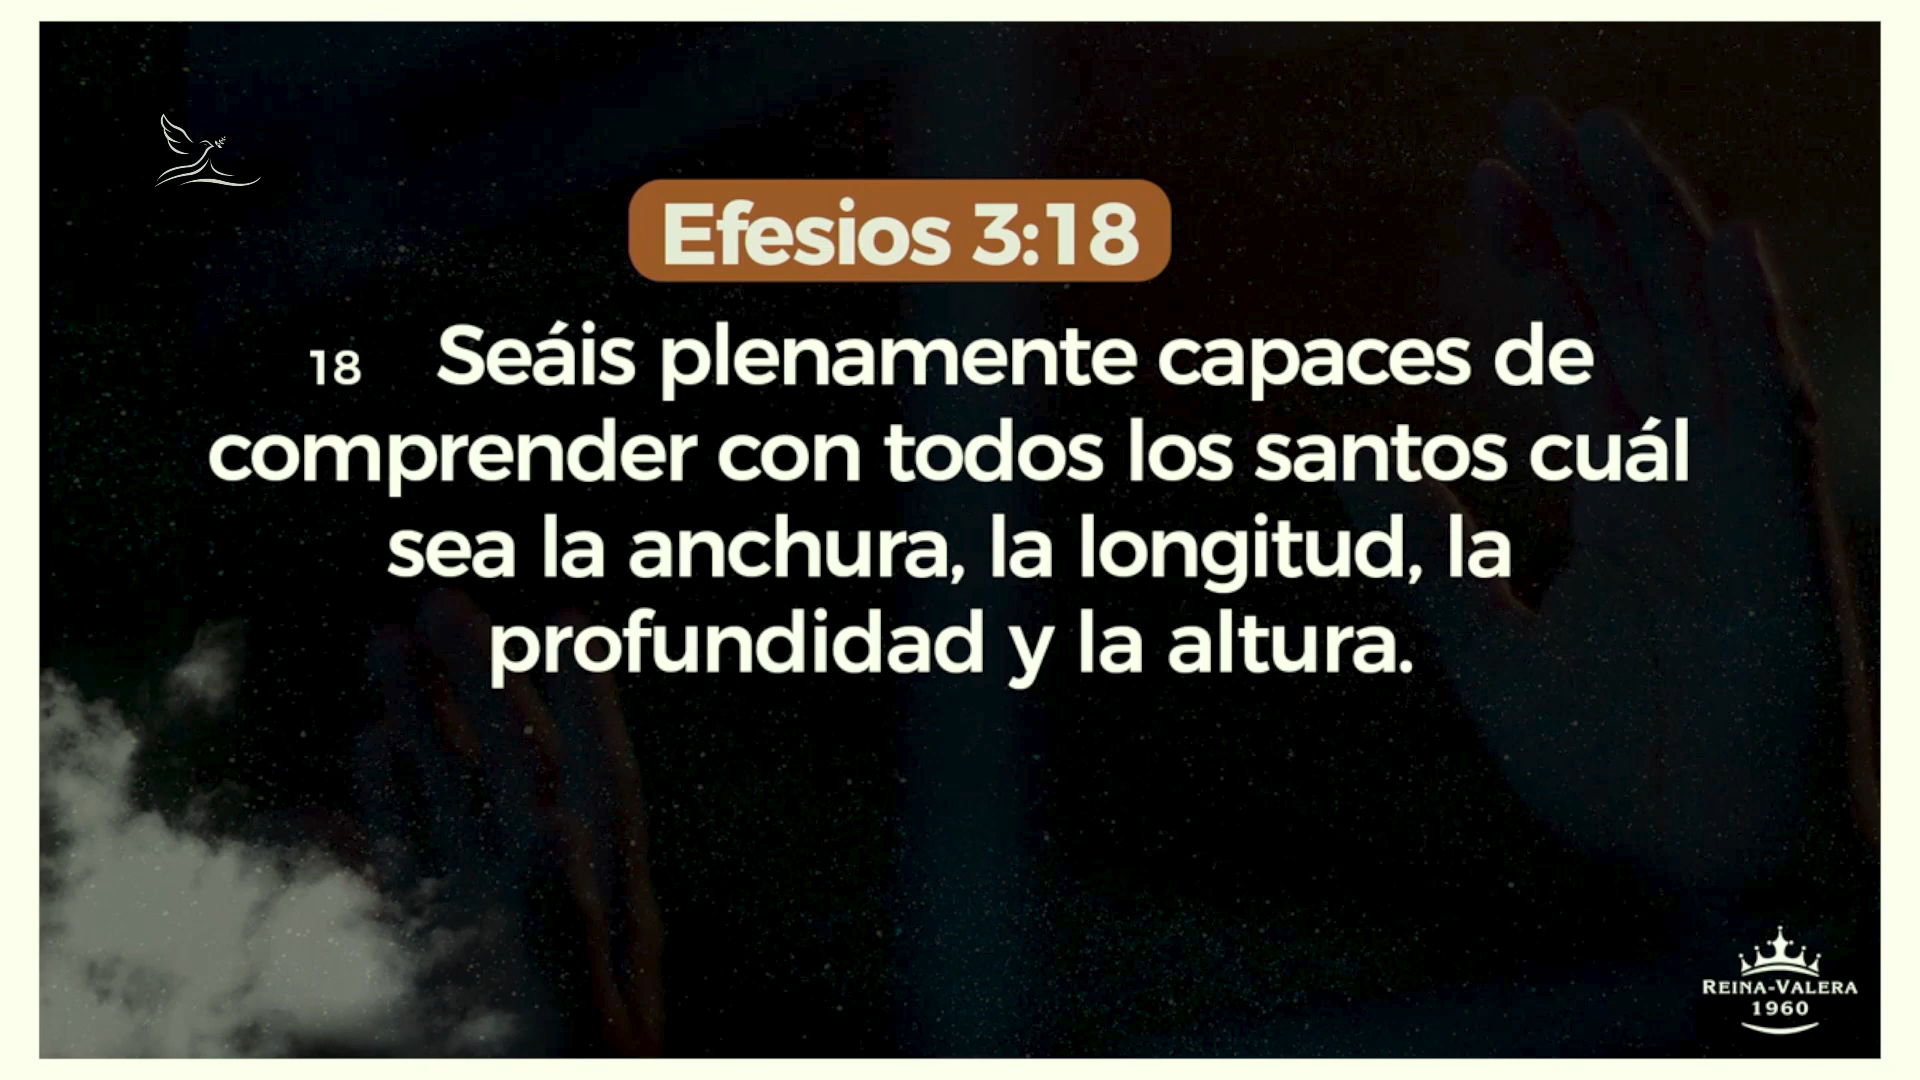 Efesios 3:18
18 Seáis plenamente capaces de
comprender con todos los santos cuál
sea la anchura, la longitud, la
profundidad y la altura.
REINA-VALERA
1960